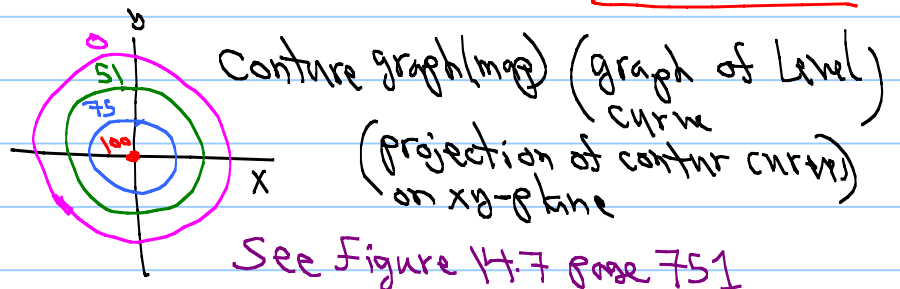 y
0
51
75
100
X
Conture graph(map) (graph of Level curve)
(projection of contur curves)
on xy-plane
See Figure 14.7 page 751